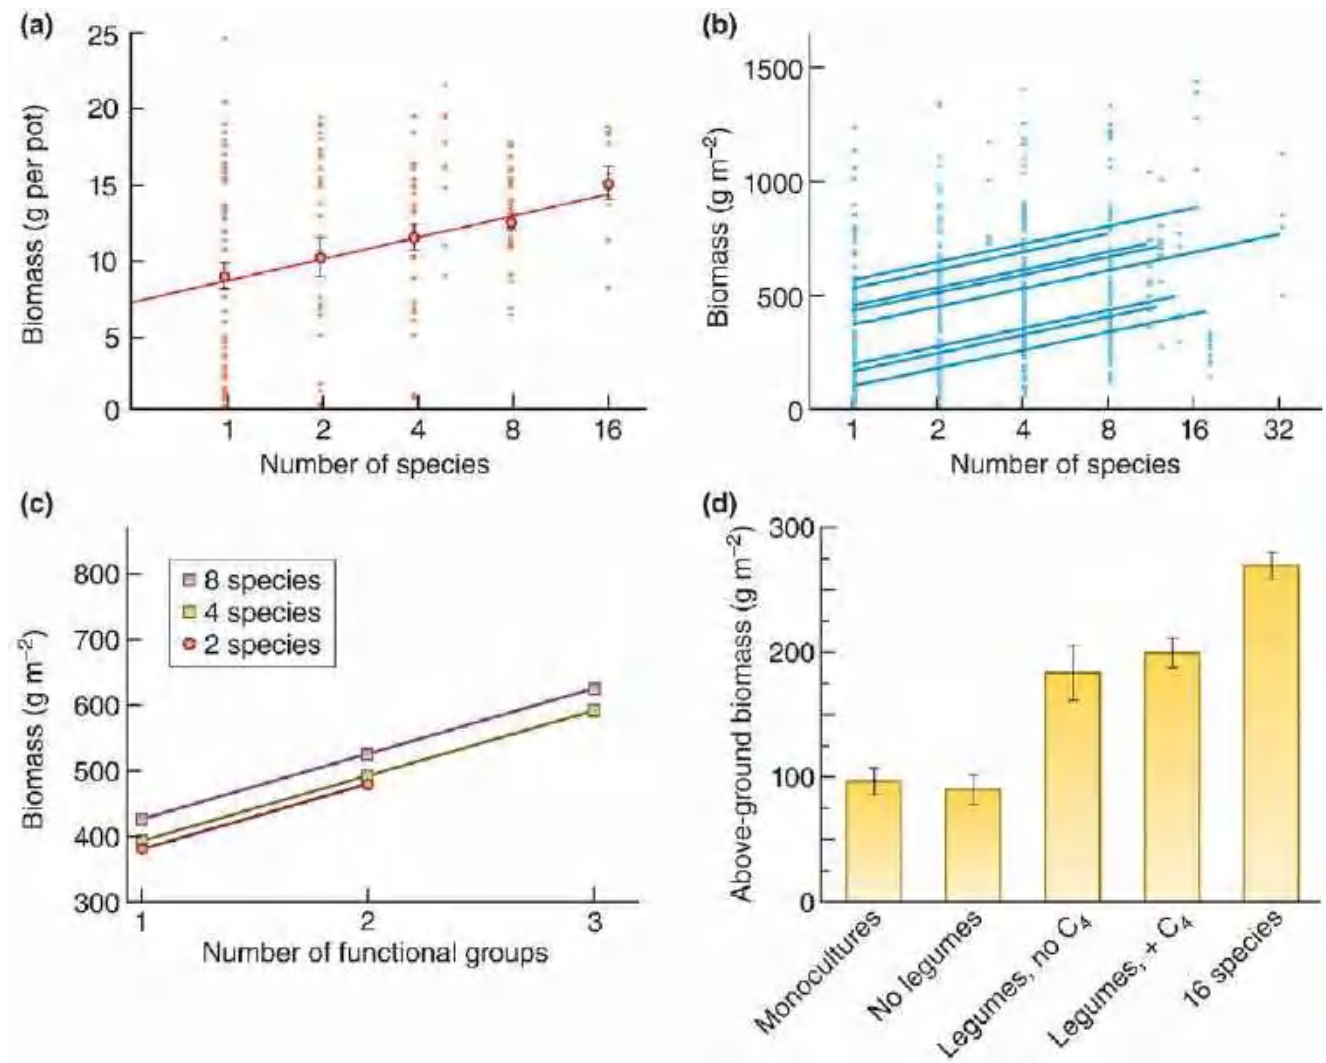 (a)
25
20
15
10
5
0
Biomass (g per pot)
1 2 4 8 16
Number of species
(b)
1500
1000
500
0
Biomass (g m⁻²)
1 2 4 8 16 32
Number of species
(c)
800
700
600
500
400
300
Biomass (g m⁻²)
8 species
4 species
2 species
1 2 3
Number of functional groups
(d)
300
200
100
0
Above-ground biomass (g m⁻²)
Monocultures
No legumes
Legumes, no C₄
Legumes, + C₄
16 species